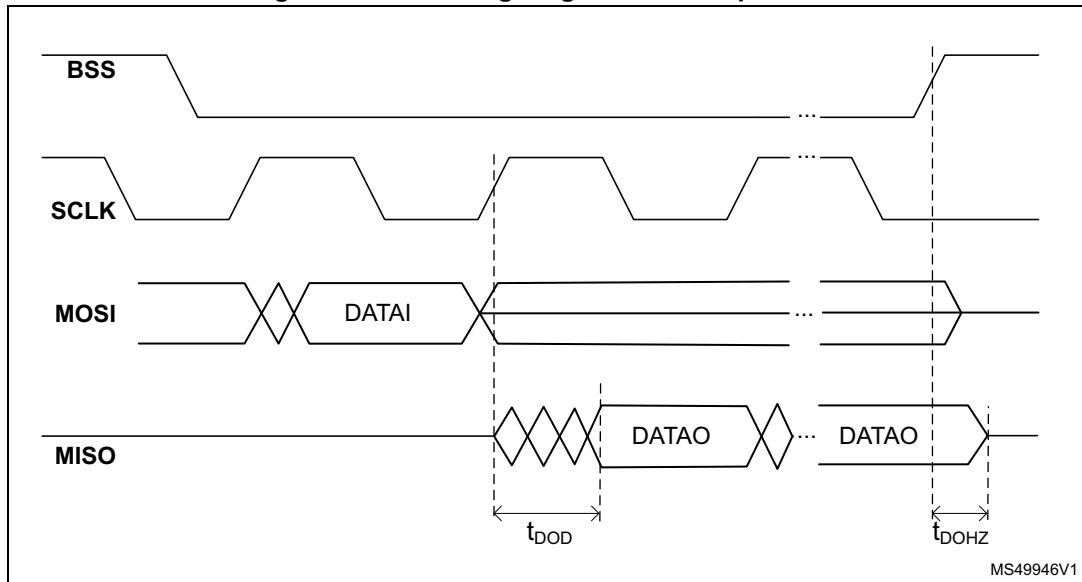 BSS
...
...
SCLK
MOSI
DATAI
...
MISO
DATAO
...
DATAO
tDOD
tDOHZ
MS49946V1